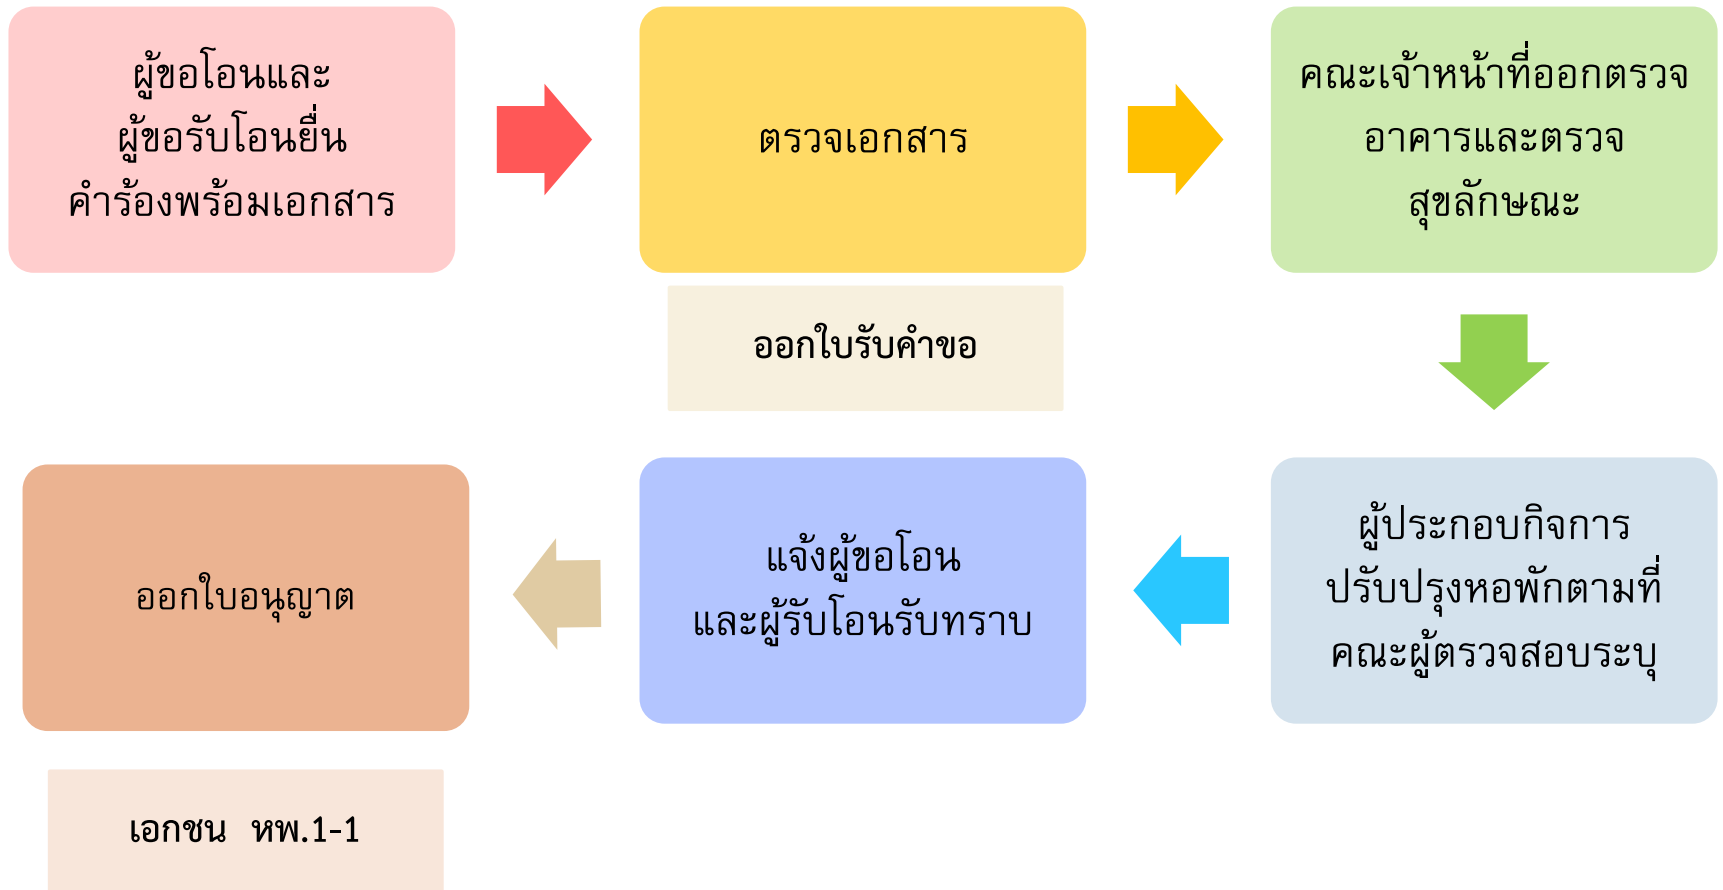 ผู้ขอโอนและ
ผู้ขอรับโอนยื่น
คำร้องพร้อมเอกสาร
ตรวจเอกสาร
ออกใบรับคำขอ
คณะเจ้าหน้าที่ออกตรวจ
อาคารและตรวจ
สุขลักษณะ
ผู้ประกอบกิจการ
ปรับปรุงหอพักตามที่
คณะผู้ตรวจสอบระบุ
แจ้งผู้ขอโอน
และผู้รับโอนรับทราบ
ออกใบอนุญาต
เอกชน หพ.1-1